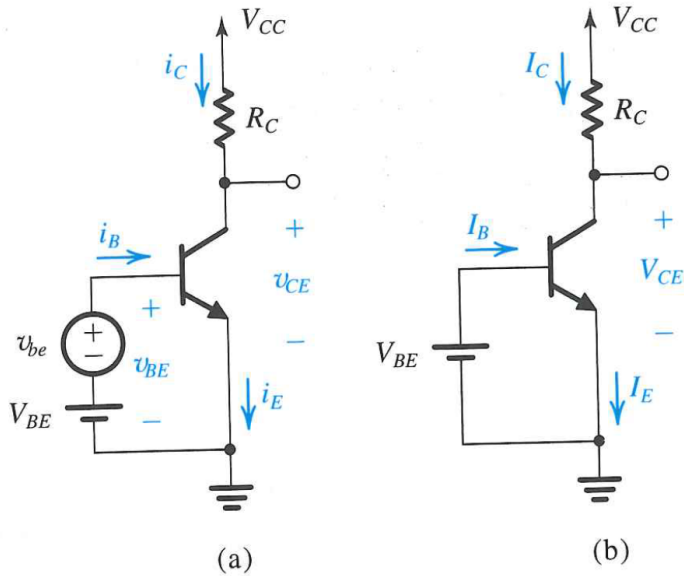 V_CC
i_C
R_C
i_B
+
v_CE
−
v_be
+
−
+
v_BE
−
V_BE
i_E
(a)
V_CC
I_C
R_C
I_B
+
V_CE
−
V_BE
I_E
(b)